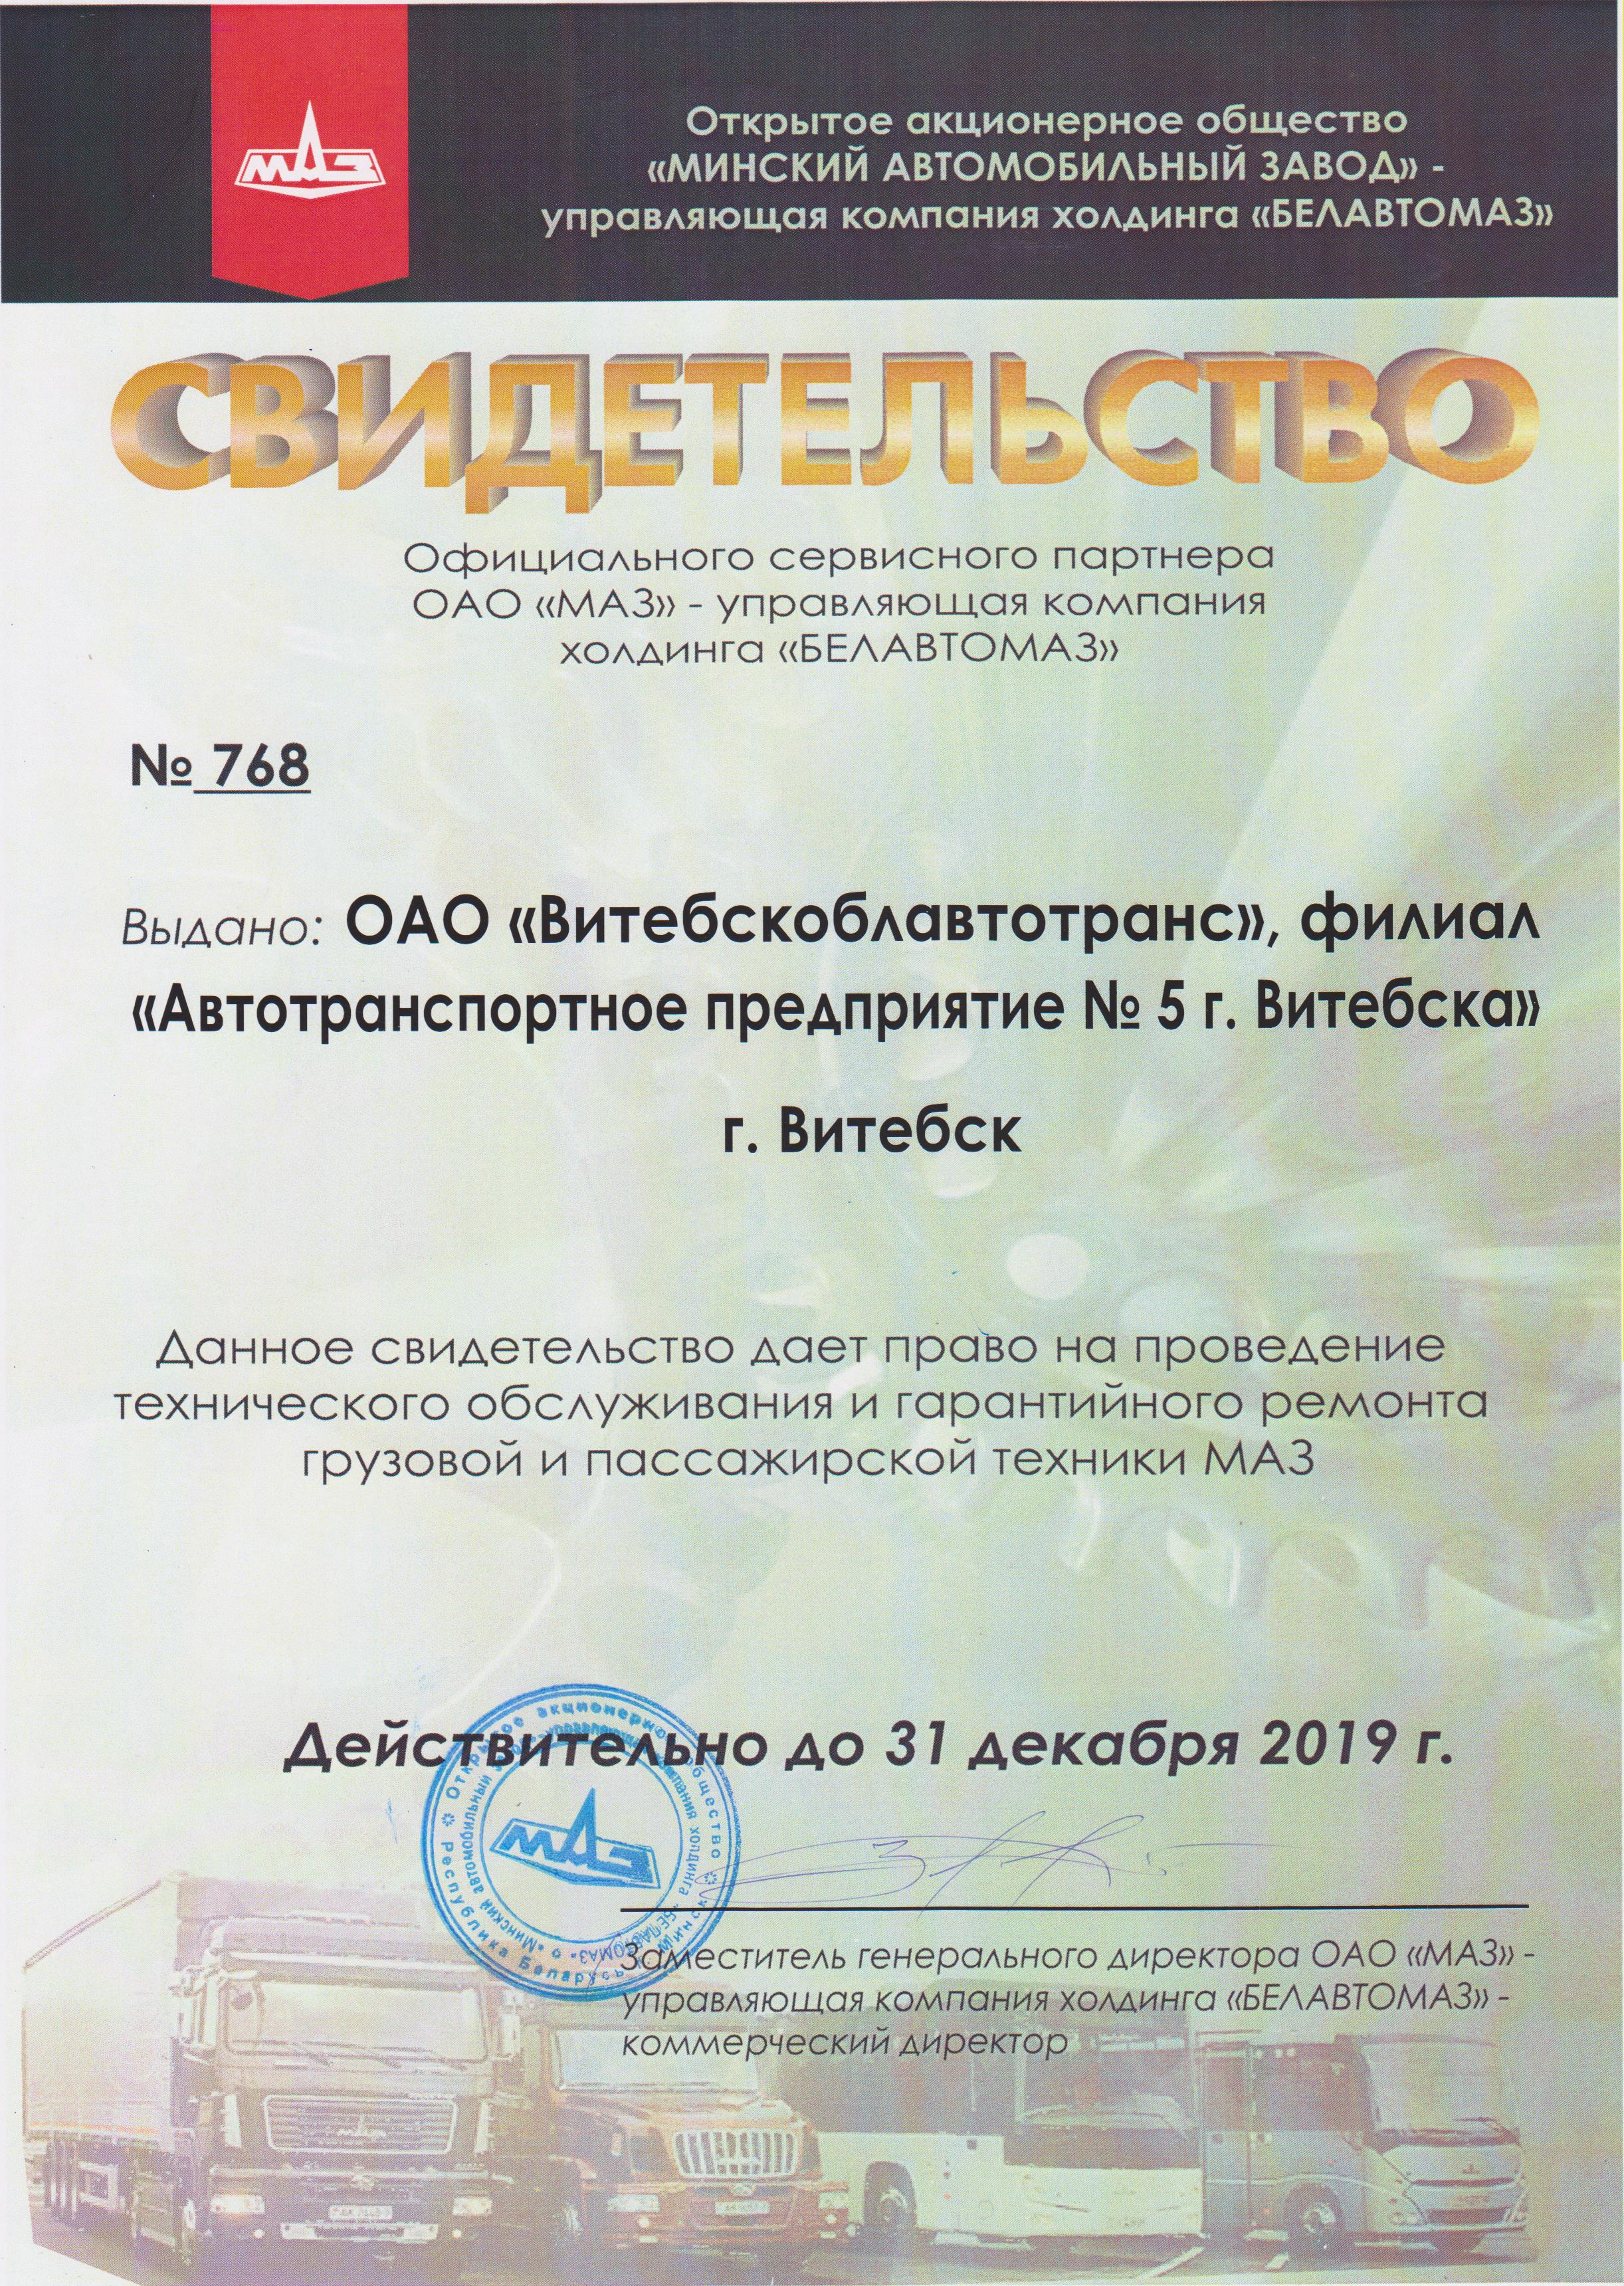 МАЗ
Открытое акционерное общество
«МИНСКИЙ АВТОМОБИЛЬНЫЙ ЗАВОД» -
управляющая компания холдинга «БЕЛАВТОМАЗ»
СВИДЕТЕЛЬСТВО
Официального сервисного партнера
ОАО «МАЗ» - управляющая компания
холдинга «БЕЛАВТОМАЗ»
№ 768
Выдано: ОАО «Витебскоблавтотранс», филиал
«Автотранспортное предприятие № 5 г. Витебска»
г. Витебск
Данное свидетельство дает право на проведение
технического обслуживания и гарантийного ремонта
грузовой и пассажирской техники МАЗ
Действительно до 31 декабря 2019 г.
Открытое акционерное общество
Республика Беларусь г. Минск
«Минский автомобильный завод» - управляющая компания холдинга "БЕЛАВТОМАЗ"
МАЗ
Заместитель генерального директора ОАО «МАЗ» -
управляющая компания холдинга «БЕЛАВТОМАЗ» -
коммерческий директор